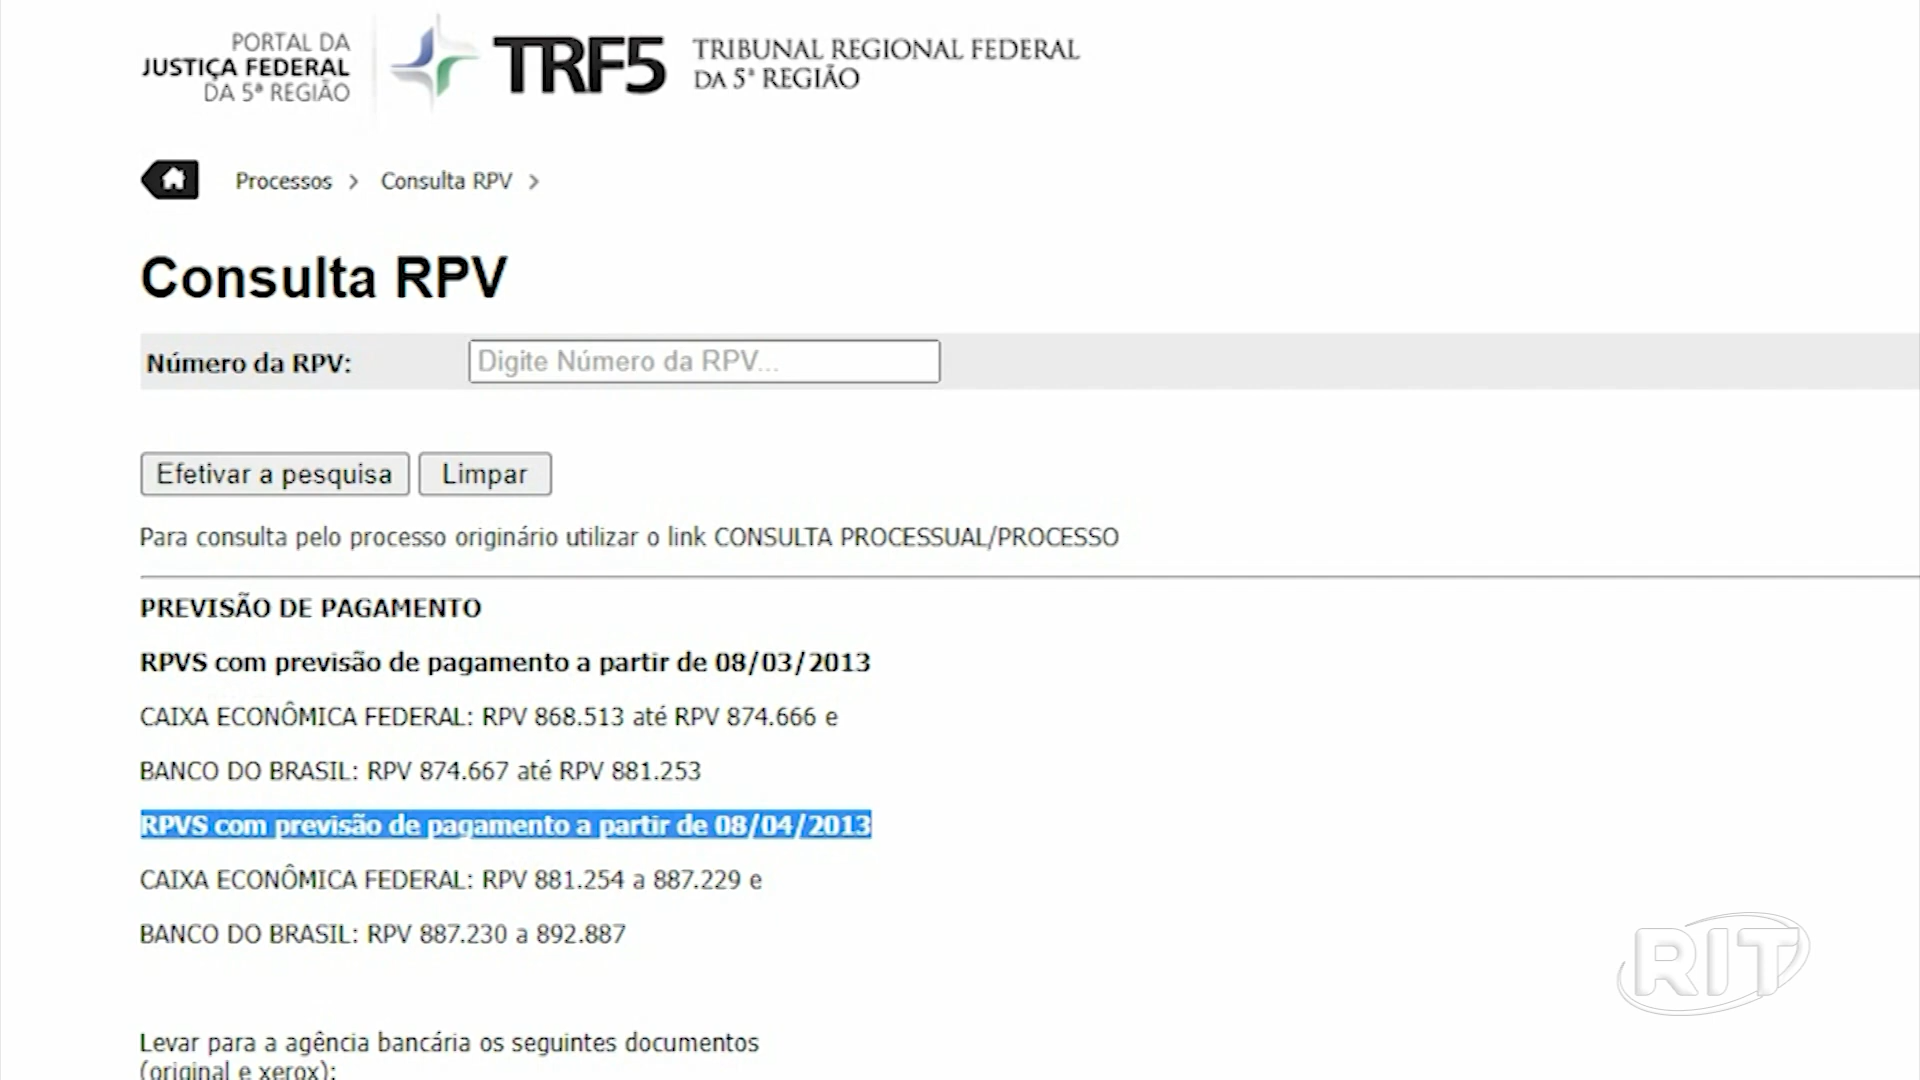 PORTAL DA
JUSTIÇA FEDERAL
DA 5ª REGIÃO
TRF5
TRIBUNAL REGIONAL FEDERAL
DA 5ª REGIÃO
Processos > Consulta RPV >
Consulta RPV
Número da RPV: Digite Número da RPV...
Efetivar a pesquisa Limpar
Para consulta pelo processo originário utilizar o link CONSULTA PROCESSUAL/PROCESSO
PREVISÃO DE PAGAMENTO
RPVS com previsão de pagamento a partir de 08/03/2013
CAIXA ECONÔMICA FEDERAL: RPV 868.513 até RPV 874.666 e
BANCO DO BRASIL: RPV 874.667 até RPV 881.253
RPVS com previsão de pagamento a partir de 08/04/2013
CAIXA ECONÔMICA FEDERAL: RPV 881.254 a 887.229 e
BANCO DO BRASIL: RPV 887.230 a 892.887
RIT
Levar para a agência bancária os seguintes documentos
(original e xerox):